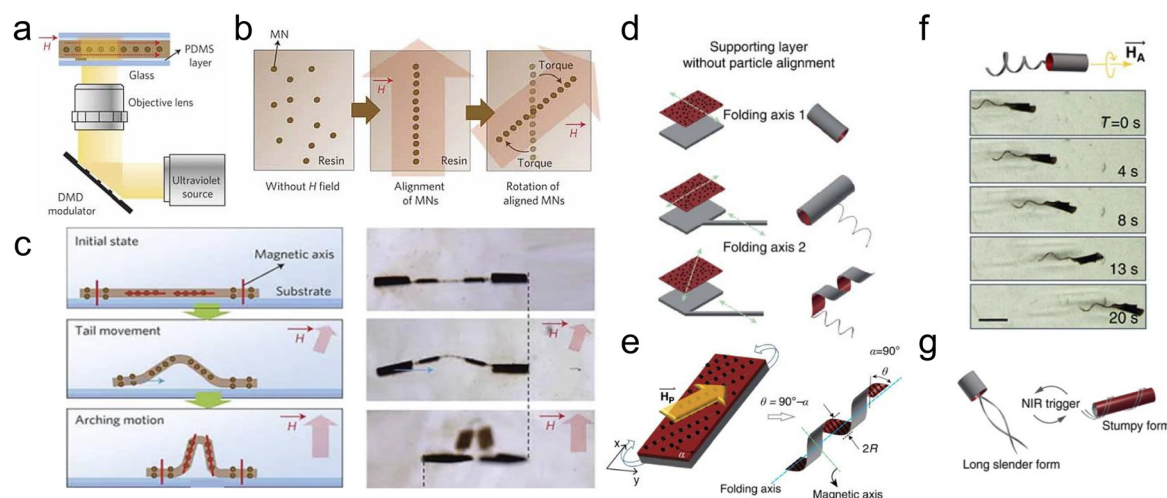 a
H
PDMS
layer
Glass
Objective lens
DMD
modulator
Ultraviolet
source
b
MN
H
Torque
H
Resin
Resin
Torque
Without H field
Alignment
of MNs
Rotation of
aligned MNs
c
Initial state
Magnetic axis
Substrate
H
Tail movement
H
Arching motion
H
H
H
d
Supporting layer
without particle alignment
Folding axis 1
Folding axis 2
e
H_P
α
x
y
θ = 90°−α
α=90°
θ
2R
Folding axis
Magnetic axis
f
H_A
T=0 s
4 s
8 s
13 s
20 s
g
NIR trigger
Stumpy form
Long slender form